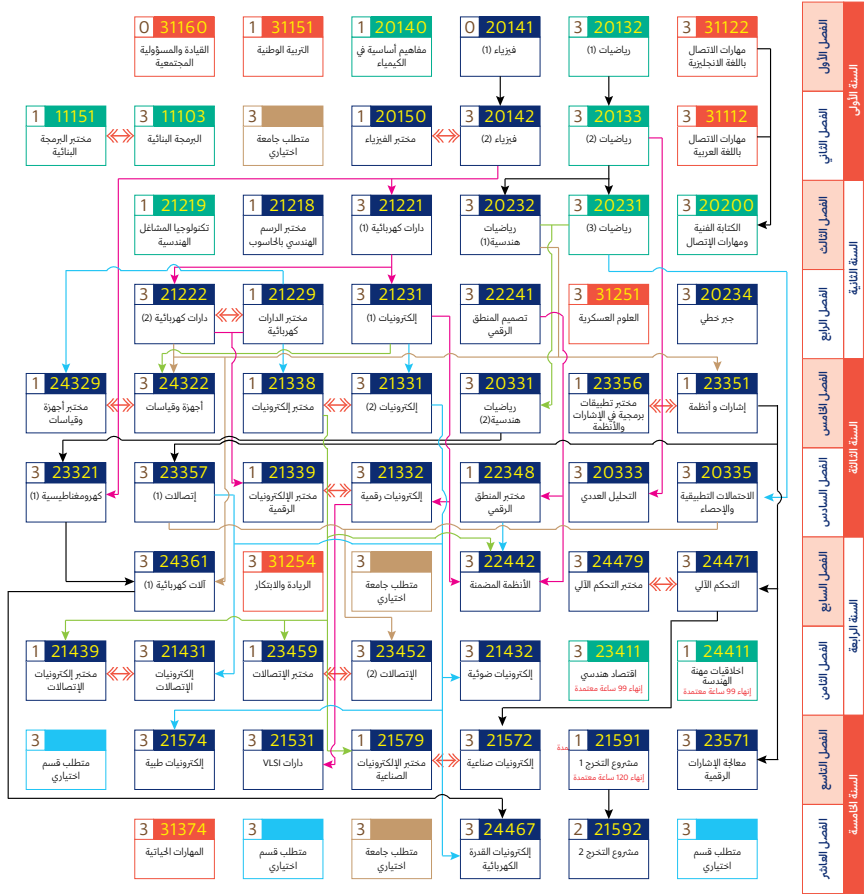 السنة الأولى
الفصل الأول
31122 3
مهارات الاتصال
باللغة الانجليزية
20132 3
رياضيات (1)
20141 0
فيزياء (1)
20140 1
مفاهيم أساسية في
الكيمياء
31151 1
التربية الوطنية
31160 0
القيادة والمسؤولية
المجتمعية
الفصل الثاني
31112 3
مهارات الاتصال
باللغة العربية
20133 3
رياضيات (2)
20142 3
فيزياء (2)
20150 1
مختبر الفيزياء
3
متطلب جامعة
اختياري
11103 3
البرمجة البنائية
11151 1
مختبر البرمجة
البنائية
السنة الثانية
الفصل الثالث
20200 3
الكتابة الفنية
ومهارات الإتصال
20231 3
رياضيات (3)
20232 3
رياضيات
هندسية(1)
21221 3
دارات كهربائية (1)
21218 1
مختبر الرسم
الهندسي بالحاسوب
21219 1
تكنولوجيا المشاغل
الهندسية
الفصل الرابع
20234 3
جبر خطي
31251 3
العلوم العسكرية
22241 3
تصميم المنطق
الرقمي
21231 3
إلكترونيات (1)
21229 1
مختبر الدارات
كهربائية
21222 3
دارات كهربائية (2)
السنة الثالثة
الفصل الخامس
23351 3
إشارات و أنظمة
23356 1
مختبر تطبيقات
برمجية في الإشارات
والأنظمة
20331 3
رياضيات
هندسية(2)
21331 3
إلكترونيات (2)
21338 1
مختبر إلكترونيات
24322 3
أجهزة وقياسات
24329 1
مختبر أجهزة
وقياسات
الفصل السادس
20335 3
الاحتمالات التطبيقية
والإحصاء
20333 3
التحليل العددي
22348 1
مختبر المنطق
الرقمي
21332 3
إلكترونيات رقمية
21339 1
مختبر الإلكترونيات
الرقمية
23357 3
إتصالات (1)
23321 3
كهرومغناطيسية (1)
السنة الرابعة
الفصل السابع
24471 3
التحكم الآلي
24479 3
مختبر التحكم الآلي
22442 3
الأنظمة المضمنة
3
متطلب جامعة
اختياري
31254 3
الريادة والابتكار
24361 3
آلات كهربائية (1)
الفصل الثامن
24411 1
اخلاقيات مهنة
الهندسة
إنهاء 99 ساعة معتمدة
23411 3
اقتصاد هندسي
إنهاء 99 ساعة معتمدة
21432 3
إلكترونيات ضوئية
23452 3
الإتصالات (2)
23459 1
مختبر الإتصالات
21431 3
إلكترونيات
الإتصالات
21439 1
مختبر إلكترونيات
الإتصالات
السنة الخامسة
الفصل التاسع
23571 3
معالجة الإشارات
الرقمية
21591 1
مشروع التخرج 1
إنهاء 120 ساعة معتمدة
21572 3
إلكترونيات صناعية
21579 1
مختبر الإلكترونيات
الصناعية
21531 3
دارات VLSI
21574 3
إلكترونيات طبية
3
متطلب قسم
اختياري
الفصل العاشر
3
متطلب قسم
اختياري
21592 2
مشروع التخرج 2
24467 3
إلكترونيات القدرة
الكهربائية
3
متطلب جامعة
اختياري
3
متطلب قسم
اختياري
31374 3
المهارات الحياتية